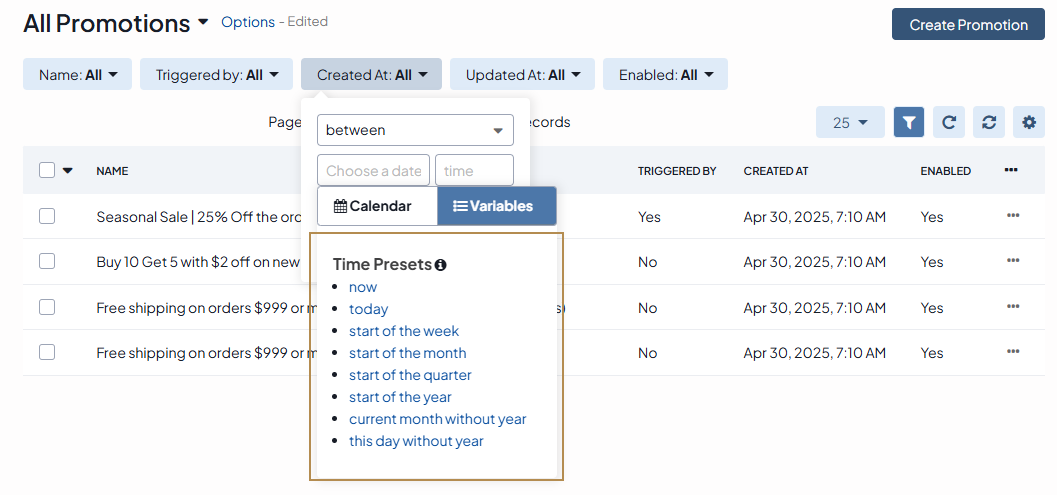 All Promotions Options - Edited
Create Promotion
Name: All Triggered by: All Created At: All Updated At: All Enabled: All
between
Page
25
Choose a date time
NAME TRIGGERED BY CREATED AT ENABLED
Calendar Variables
Seasonal Sale | 25% Off the Yes Apr 30, 2025, 7:10 AM Yes
Buy 10 Get 5 with $2 off on new No Apr 30, 2025, 7:10 AM Yes
Free shipping on orders $999 or No Apr 30, 2025, 7:10 AM Yes
Free shipping on orders $999 or No Apr 30, 2025, 7:10 AM Yes
Time Presets
now
today
start of the week
start of the month
start of the quarter
start of the year
current month without year
this day without year